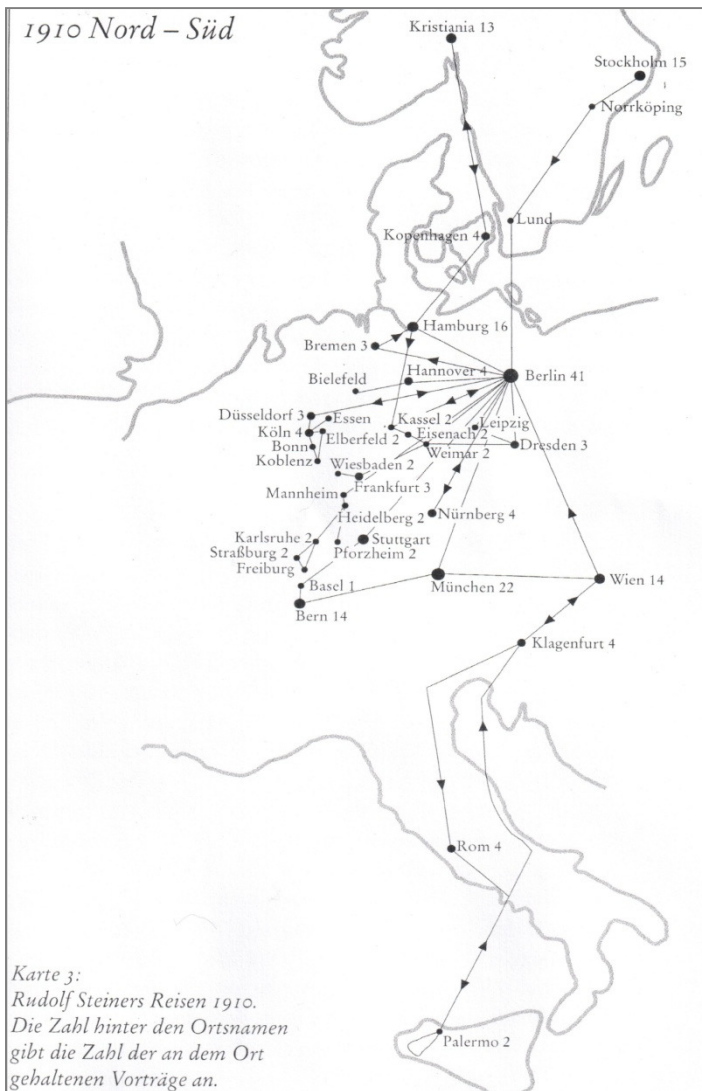 1910 Nord – Süd
Kristiania 13
Stockholm 15
Norrköping
Lund
Kopenhagen 4
Hamburg 16
Bremen 3
Hannover 4
Berlin 41
Bielefeld
Düsseldorf 3
Essen
Kassel 2
Leipzig
Köln 4
Elberfeld 2
Eisenach 2
Dresden 3
Bonn
Weimar 2
Koblenz
Wiesbaden 2
Frankfurt 3
Mannheim
Heidelberg 2
Nürnberg 4
Karlsruhe 2
Stuttgart
Straßburg 2
Pforzheim 2
Freiburg
Basel 1
München 22
Wien 14
Bern 14
Klagenfurt 4
Rom 4
Palermo 2
Karte 3:
Rudolf Steiners Reisen 1910.
Die Zahl hinter den Ortsnamen
gibt die Zahl der an dem Ort
gehaltenen Vorträge an.